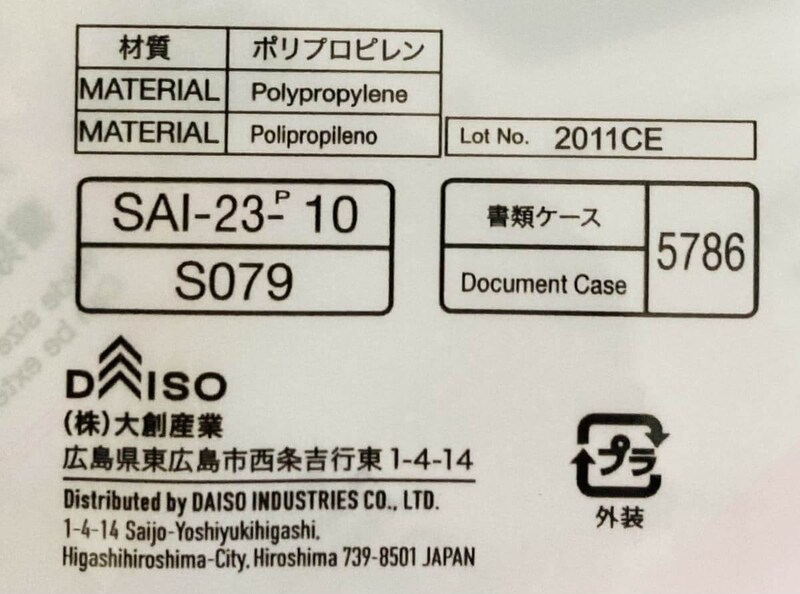 材質 ポリプロピレン
MATERIAL Polypropylene
MATERIAL Polipropileno
Lot No. 2011CE
SAI-23-P 10
S079
書類ケース
Document Case
5786
DAISO
(株)大創産業
広島県東広島市西条吉行東 1-4-14
Distributed by DAISO INDUSTRIES CO., LTD.
1-4-14 Saijo-Yoshiyukihigashi,
Higashihiroshima-City, Hiroshima 739-8501 JAPAN
プラ
外装